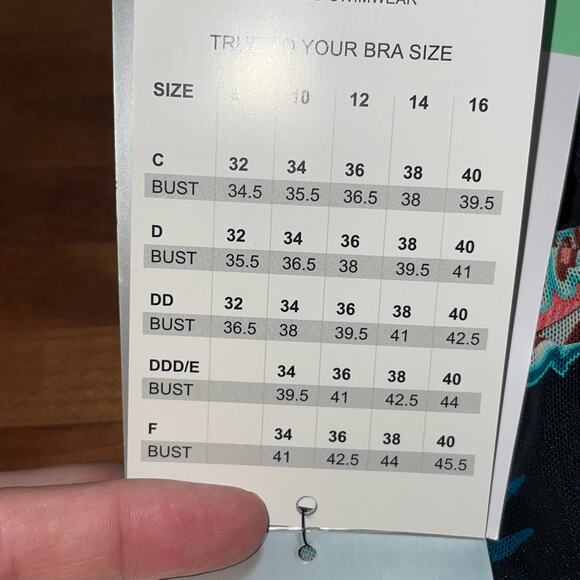 SWIMWEAR
TRUE TO YOUR BRA SIZE
SIZE 10 12 14 16
C 32 34 36 38 40
BUST 34.5 35.5 36.5 38 39.5
D 32 34 36 38 40
BUST 35.5 36.5 38 39.5 41
DD 32 34 36 38 40
BUST 36.5 38 39.5 41 42.5
DDD/E 34 36 38 40
BUST 39.5 41 42.5 44
F 34 36 38 40
BUST 41 42.5 44 45.5